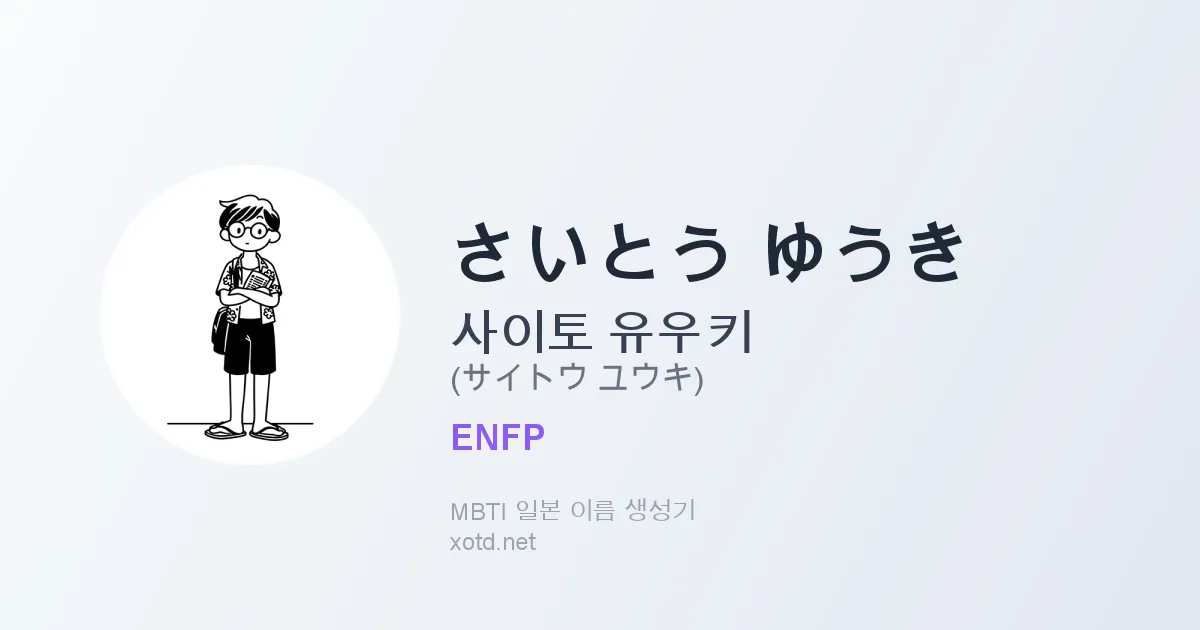 さいとう ゆうき
사이토 유우키
(サイトウ ユウキ)
ENFP
MBTI 일본 이름 생성기
xotd.net